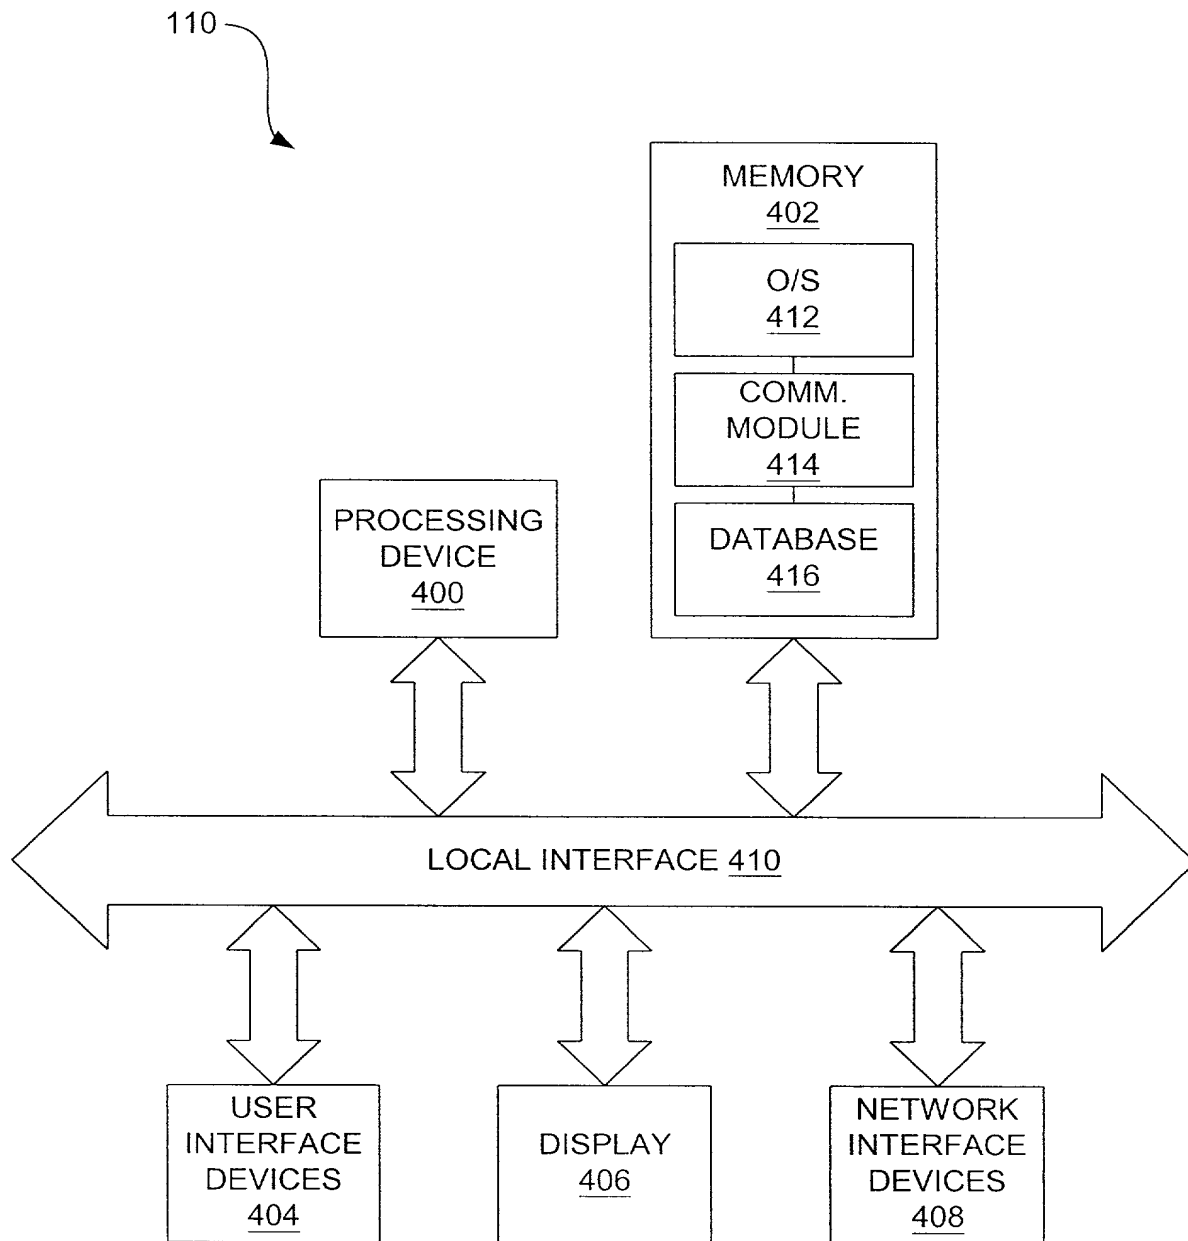 110
MEMORY
402
O/S
412
COMM.
MODULE
414
DATABASE
416
PROCESSING
DEVICE
400
LOCAL INTERFACE 410
USER
INTERFACE
DEVICES
404
DISPLAY
406
NETWORK
INTERFACE
DEVICES
408